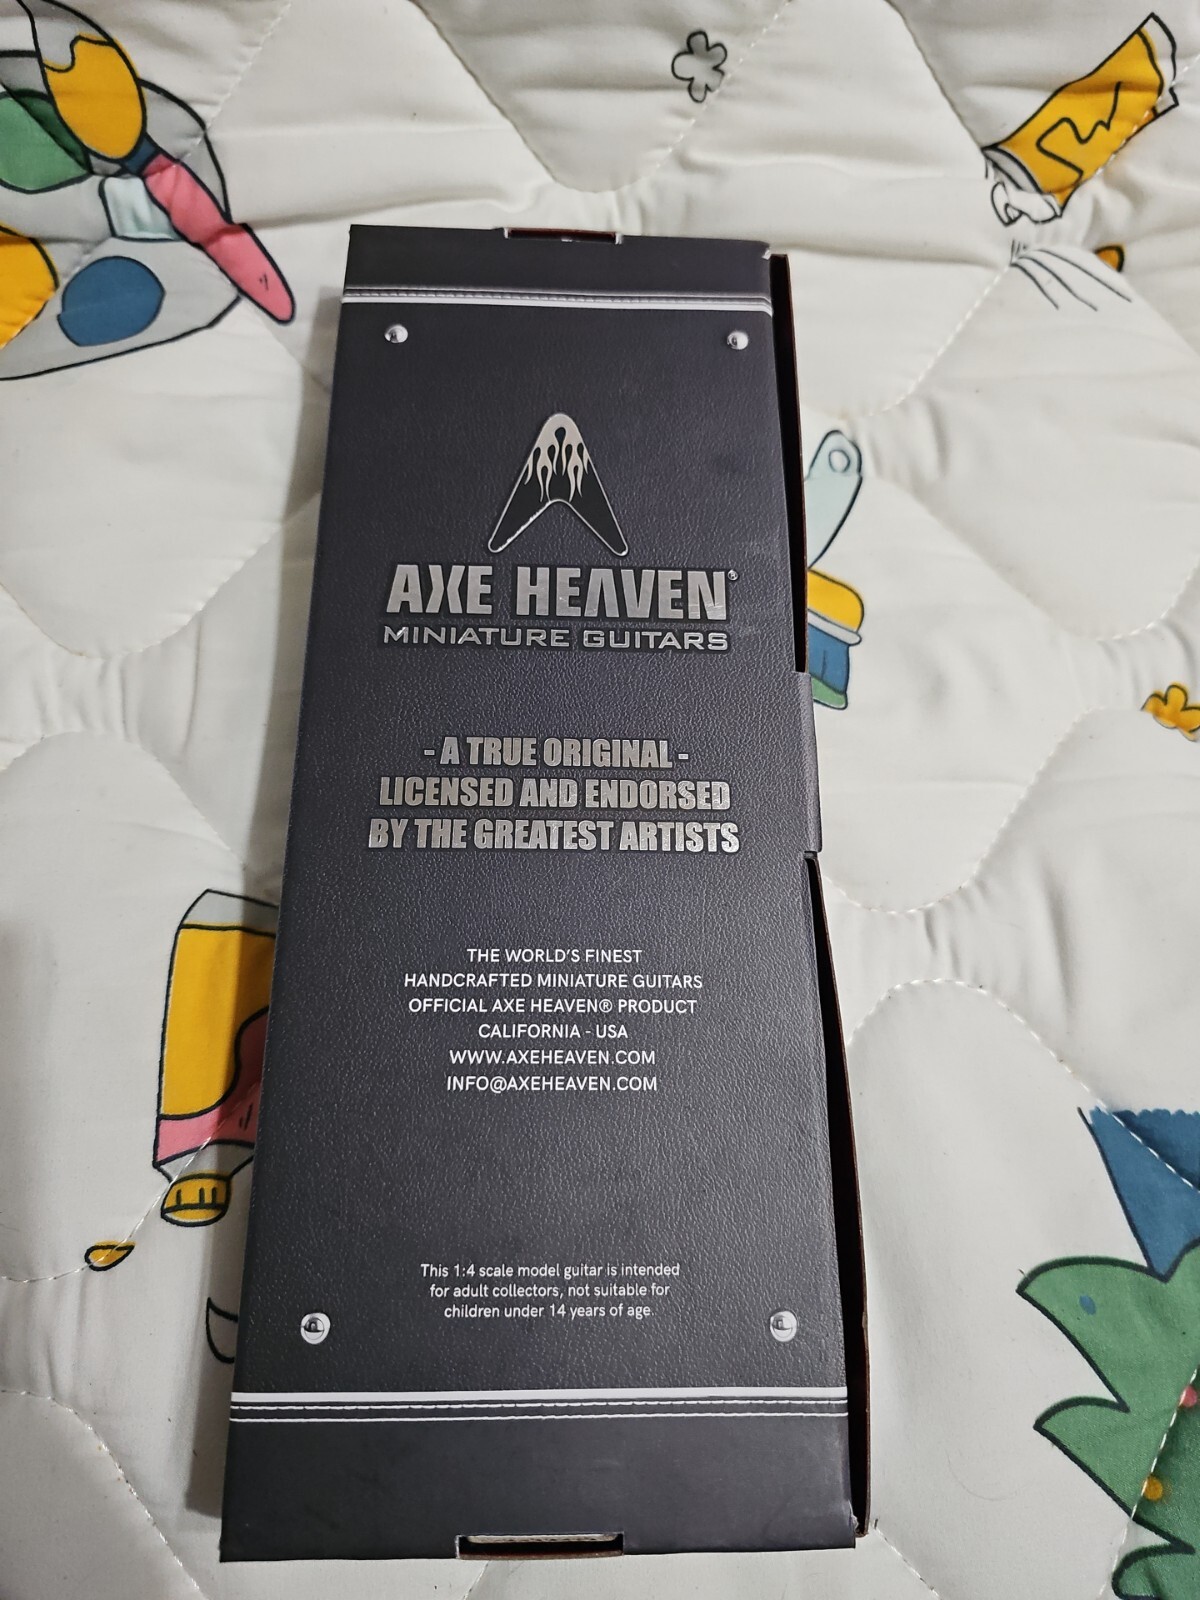 AXE HEAVEN®
MINIATURE GUITARS
- A TRUE ORIGINAL -
LICENSED AND ENDORSED
BY THE GREATEST ARTISTS
THE WORLD'S FINEST
HANDCRAFTED MINIATURE GUITARS
OFFICIAL AXE HEAVEN® PRODUCT
CALIFORNIA - USA
WWW.AXEHEAVEN.COM
INFO@AXEHEAVEN.COM
This 1:4 scale model guitar is intended
for adult collectors, not suitable for
children under 14 years of age.